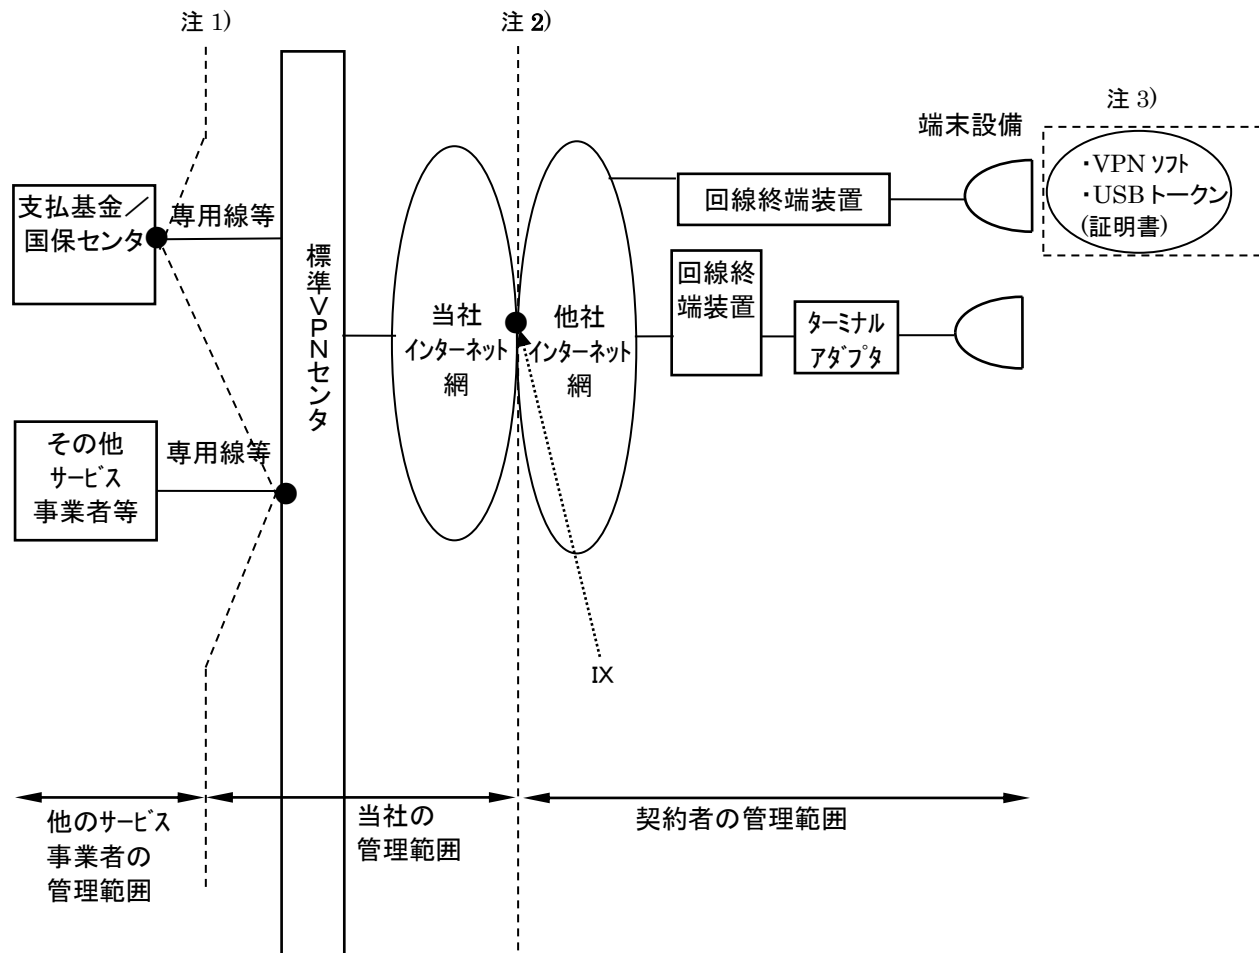 注 1)
注 2)
注 3)
端末設備
・VPN ソフト
・USB トークン
(証明書)
支払基金／
国保センタ
専用線等
回線終端装置
標準ＶＰＮセンタ
回線終
端装置
ターミナル
アダプタ
当社
インターネット
網
他社
インターネット
網
その他
サービス
事業者等
専用線等
IX
他のサービス
事業者の
管理範囲
当社の
管理範囲
契約者の管理範囲